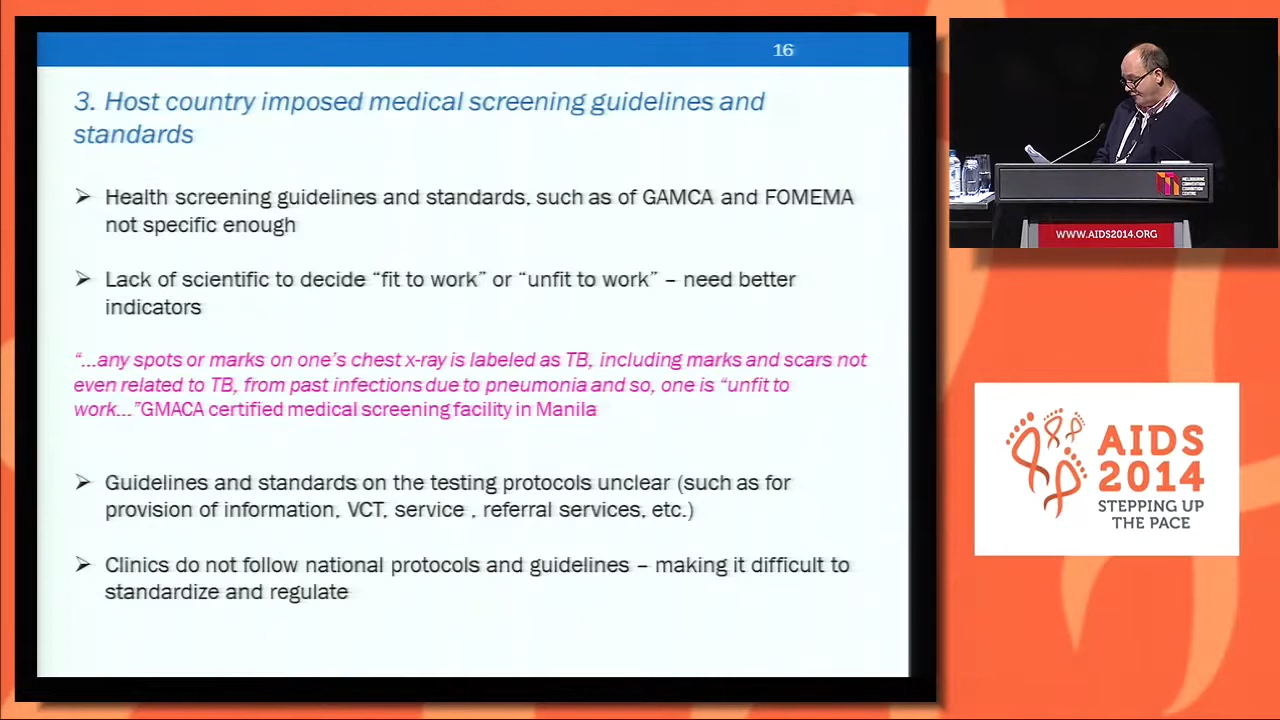 16
3. Host country imposed medical screening guidelines and
standards
➢ Health screening guidelines and standards, such as of GAMCA and FOMEMA
not specific enough
➢ Lack of scientific to decide “fit to work” or “unfit to work” – need better
indicators
“...any spots or marks on one’s chest x-ray is labeled as TB, including marks and scars not
even related to TB, from past infections due to pneumonia and so, one is “unfit to
work...”GMACA certified medical screening facility in Manila
➢ Guidelines and standards on the testing protocols unclear (such as for
provision of information, VCT, service , referral services, etc.)
➢ Clinics do not follow national protocols and guidelines – making it difficult to
standardize and regulate
MELBOURNE
CONVENTION
EXHIBITION
CENTRE
WWW.AIDS2014.ORG
AIDS
2014
STEPPING UP
THE PACE